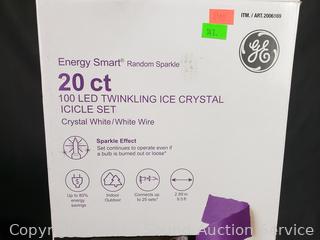 ITM. / ART. 2006169
GE
Energy Smart® Random Sparkle
20 ct
100 LED TWINKLING ICE CRYSTAL
ICICLE SET
Crystal White/White Wire
Sparkle Effect
Set continues to operate even if
a bulb is burned out or loose*
Up to 80%
energy
savings
Indoor
Outdoor
Connects up
to 25 sets*
2.89 m
9.5 ft